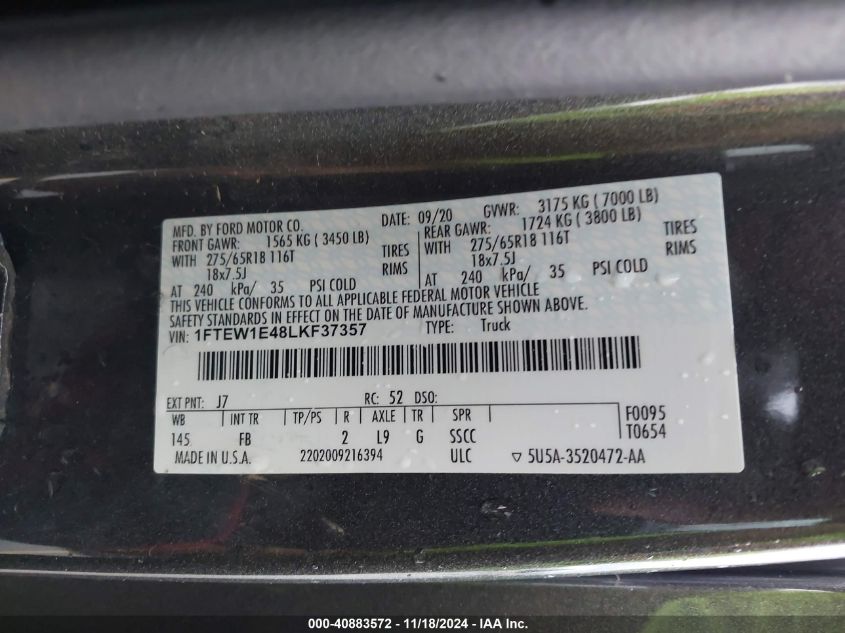 MFD. BY FORD MOTOR CO. DATE: 09/20 GVWR: 3175 KG ( 7000 LB)
FRONT GAWR: 1565 KG ( 3450 LB) REAR GAWR: 1724 KG ( 3800 LB)
WITH 275/65R18 116T TIRES WITH 275/65R18 116T TIRES
18x7.5J RIMS 18x7.5J RIMS
AT 240 kPa/ 35 PSI COLD AT 240 kPa/ 35 PSI COLD
THIS VEHICLE CONFORMS TO ALL APPLICABLE FEDERAL MOTOR VEHICLE
SAFETY STANDARDS IN EFFECT ON THE DATE OF MANUFACTURE SHOWN ABOVE.
VIN: 1FTEW1E48LKF37357 TYPE: Truck
EXT PNT: J7 RC: 52 DSO:
WB INT TR TP/PS R AXLE TR SPR F0095
145 FB 2 L9 G SSCC T0654
MADE IN U.S.A. 2202009216394 ULC ▽ 5U5A-3520472-AA
000-40883572 - 11/18/2024 - IAA Inc.